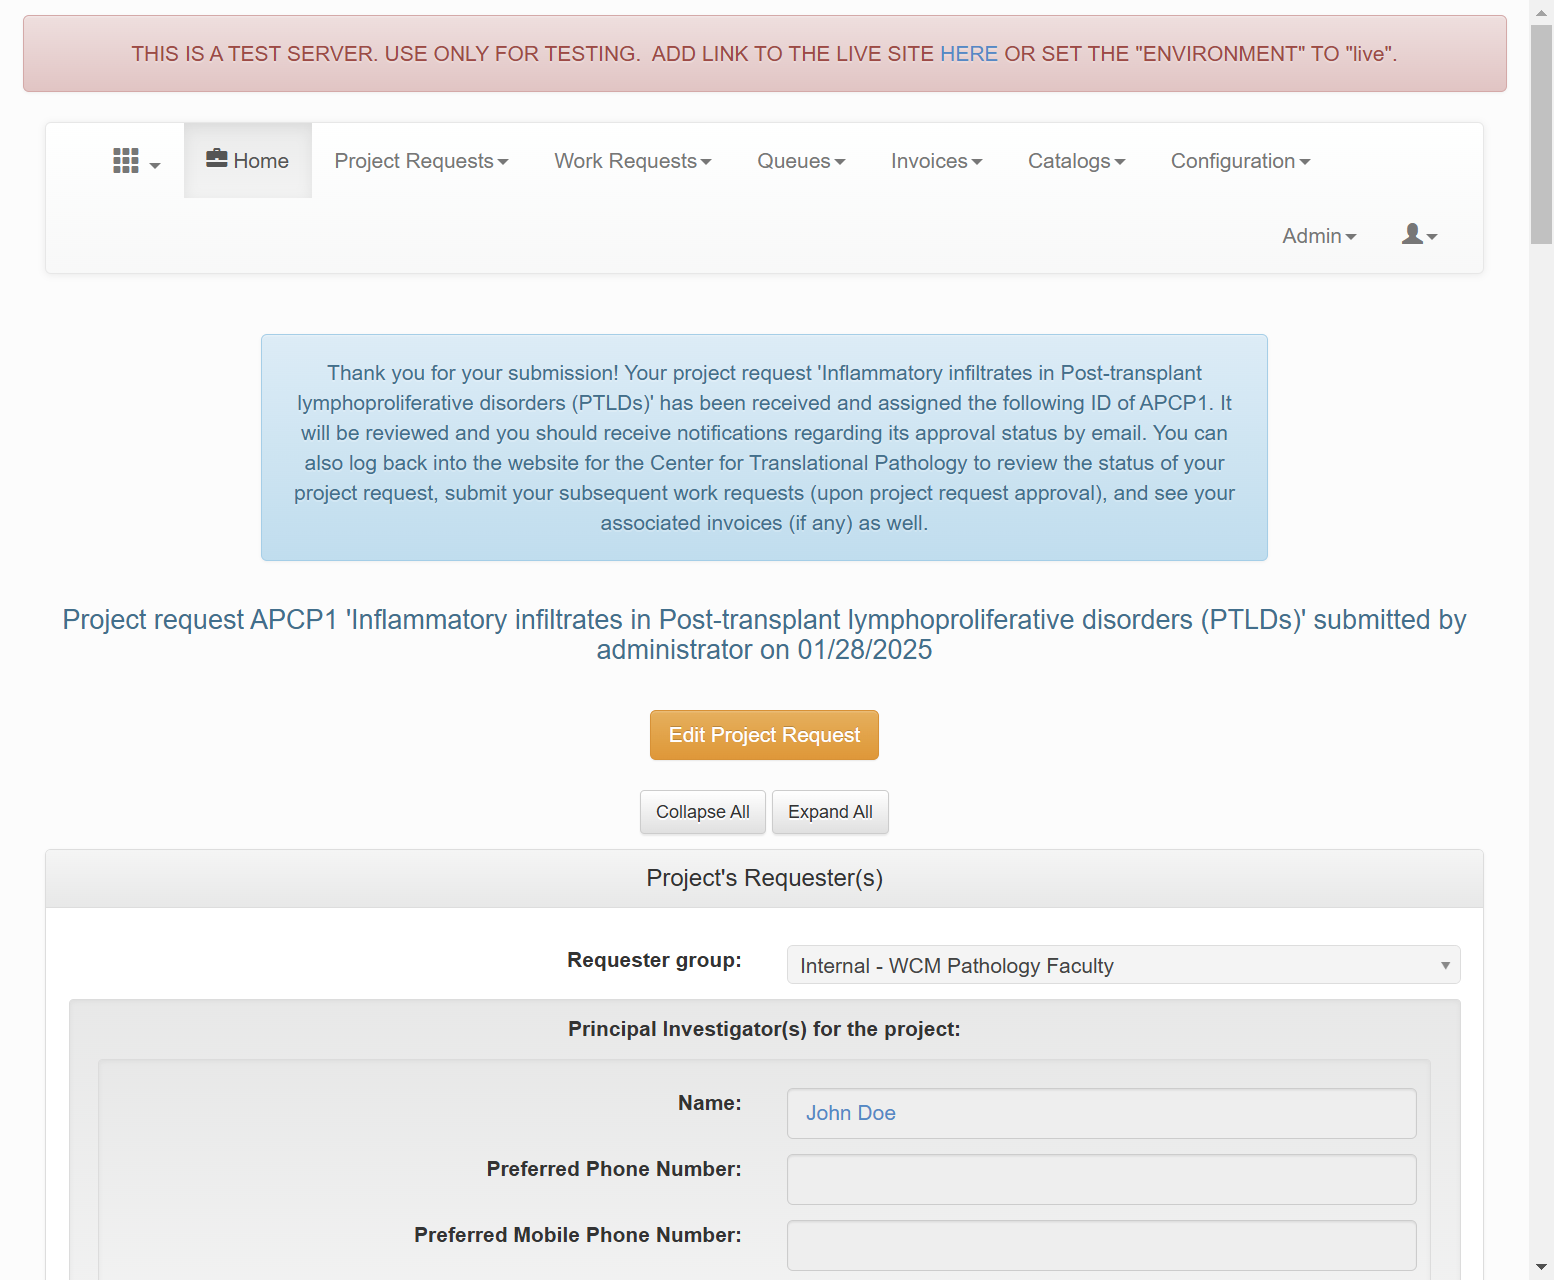 THIS IS A TEST SERVER. USE ONLY FOR TESTING.  ADD LINK TO THE LIVE SITE HERE OR SET THE "ENVIRONMENT" TO "live".
Home
Project Requests
Work Requests
Queues
Invoices
Catalogs
Configuration
Admin
Thank you for your submission! Your project request 'Inflammatory infiltrates in Post-transplant
lymphoproliferative disorders (PTLDs)' has been received and assigned the following ID of APCP1. It
will be reviewed and you should receive notifications regarding its approval status by email. You can
also log back into the website for the Center for Translational Pathology to review the status of your
project request, submit your subsequent work requests (upon project request approval), and see your
associated invoices (if any) as well.
Project request APCP1 'Inflammatory infiltrates in Post-transplant lymphoproliferative disorders (PTLDs)' submitted by
administrator on 01/28/2025
Edit Project Request
Collapse All
Expand All
Project's Requester(s)
Requester group:
Internal - WCM Pathology Faculty
Principal Investigator(s) for the project:
Name:
John Doe
Preferred Phone Number:
Preferred Mobile Phone Number: